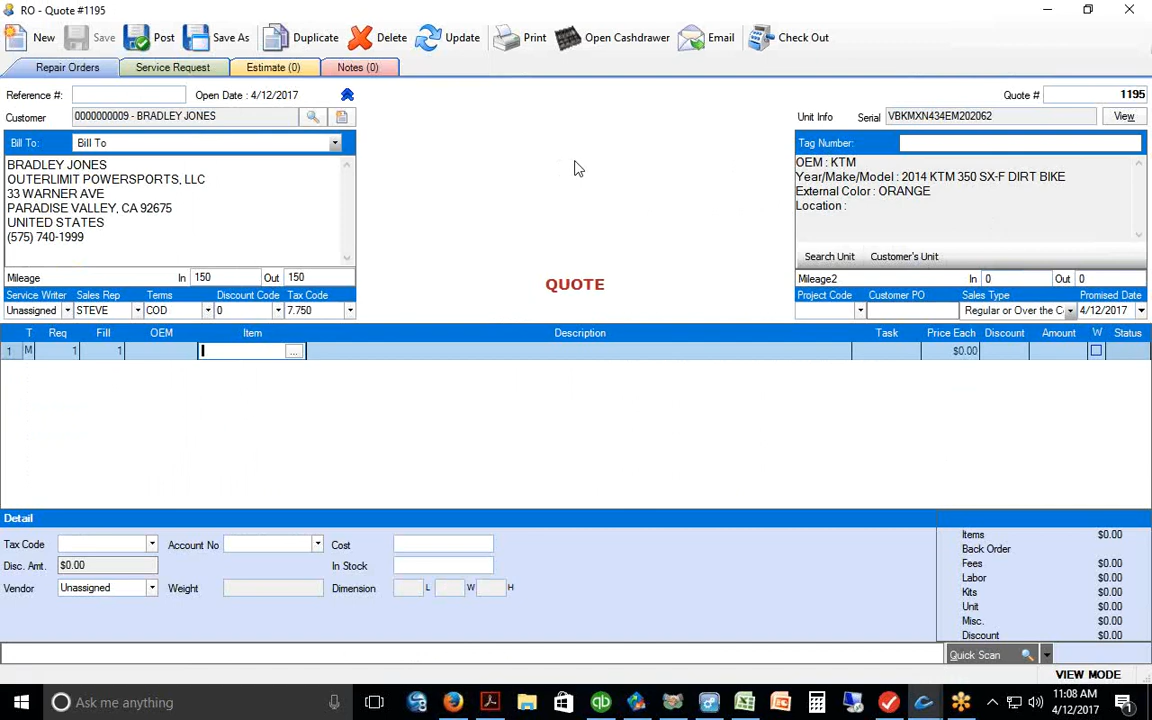 RO - Quote #1195
New Save Post Save As Duplicate Delete Update Print Open Cashdrawer Email Check Out
Repair Orders Service Request Estimate (0) Notes (0)
Reference #: Open Date : 4/12/2017 Quote # 1195
Customer 0000000009 - BRADLEY JONES Unit Info Serial VBKMXN434EM202062 View
Bill To: Bill To Tag Number:
BRADLEY JONES
OUTERLIMIT POWERSPORTS, LLC
33 WARNER AVE
PARADISE VALLEY, CA 92675
UNITED STATES
(575) 740-1999
OEM : KTM
Year/Make/Model : 2014 KTM 350 SX-F DIRT BIKE
External Color : ORANGE
Location :
Search Unit Customer's Unit
Mileage In 150 Out 150 QUOTE Mileage2 In 0 Out 0
Service Writer Sales Rep Terms Discount Code Tax Code Project Code Customer PO Sales Type Promised Date
Unassigned STEVE COD 0 7.750 Regular or Over the C 4/12/2017
T Req Fill OEM Item Description Task Price Each Discount Amount W Status
1 M 1 1 ... $0.00
Detail
Tax Code Account No Cost
Disc. Amt. $0.00 In Stock
Vendor Unassigned Weight Dimension L W H
Items $0.00
Back Order
Fees $0.00
Labor $0.00
Kits $0.00
Unit $0.00
Misc. $0.00
Discount $0.00
Quick Scan
VIEW MODE
Ask me anything 11:08 AM
4/12/2017
1